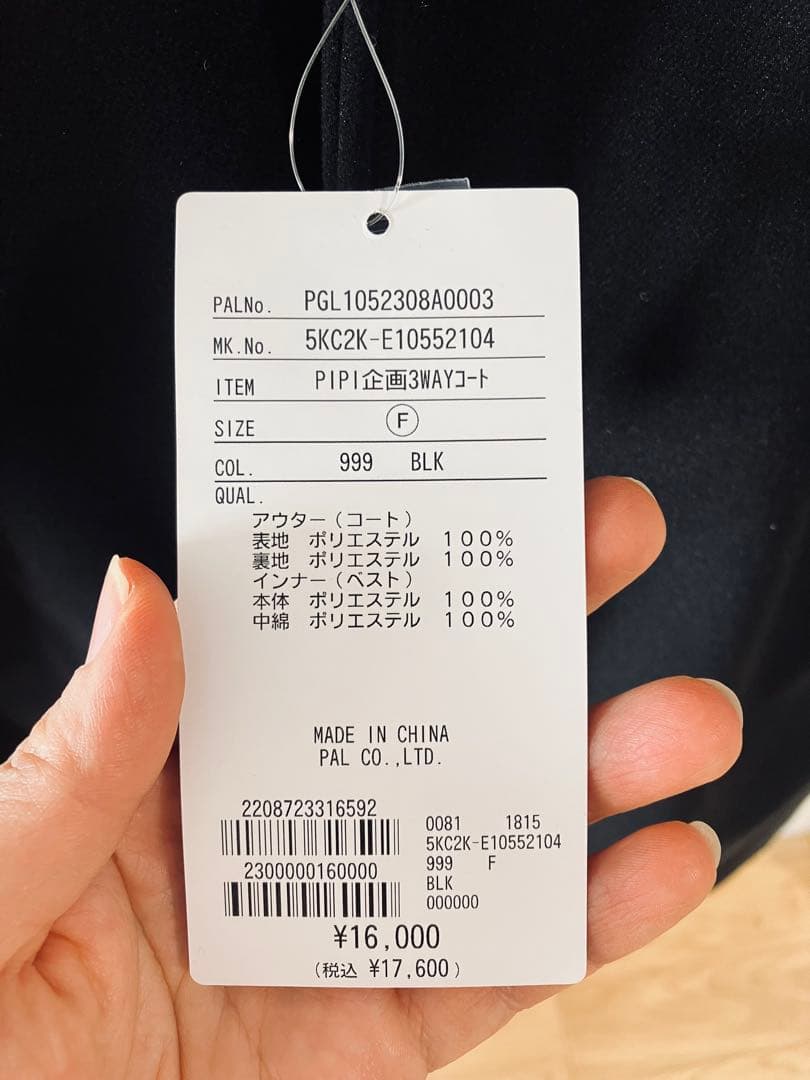 PALNo. PGL1052308A0003
MK.No. 5KC2K-E10552104
ITEM PIPI企画3WAYコート
SIZE F
COL. 999 BLK
QUAL.
アウター(コート)
表地 ポリエステル 100%
裏地 ポリエステル 100%
インナー(ベスト)
本体 ポリエステル 100%
中綿 ポリエステル 100%
MADE IN CHINA
PAL CO.,LTD.
2208723316592
2300000160000
0081 1815
5KC2K-E10552104
999 F
BLK
000000
¥16,000
(税込 ¥17,600)